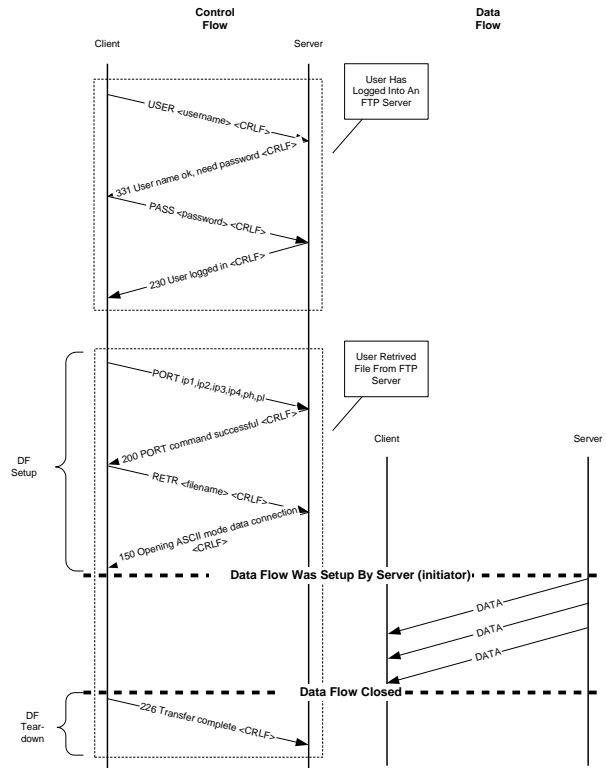 Control
Flow
Data
Flow
Client
Server
User Has
Logged Into An
FTP Server
USER <username> <CRLF>
331 User name ok, need password <CRLF>
PASS <password> <CRLF>
230 User logged in <CRLF>
User Retrived
File From FTP
Server
PORT ip1,ip2,ip3,ip4,ph,pl
200 PORT command successful <CRLF>
Client
Server
DF
Setup
RETR <filename> <CRLF>
150 Opening ASCII mode data connection
<CRLF>
Data Flow Was Setup By Server (initiator)
DATA
DATA
DATA
Data Flow Closed
DF
Tear-
down
226 Transfer complete <CRLF>